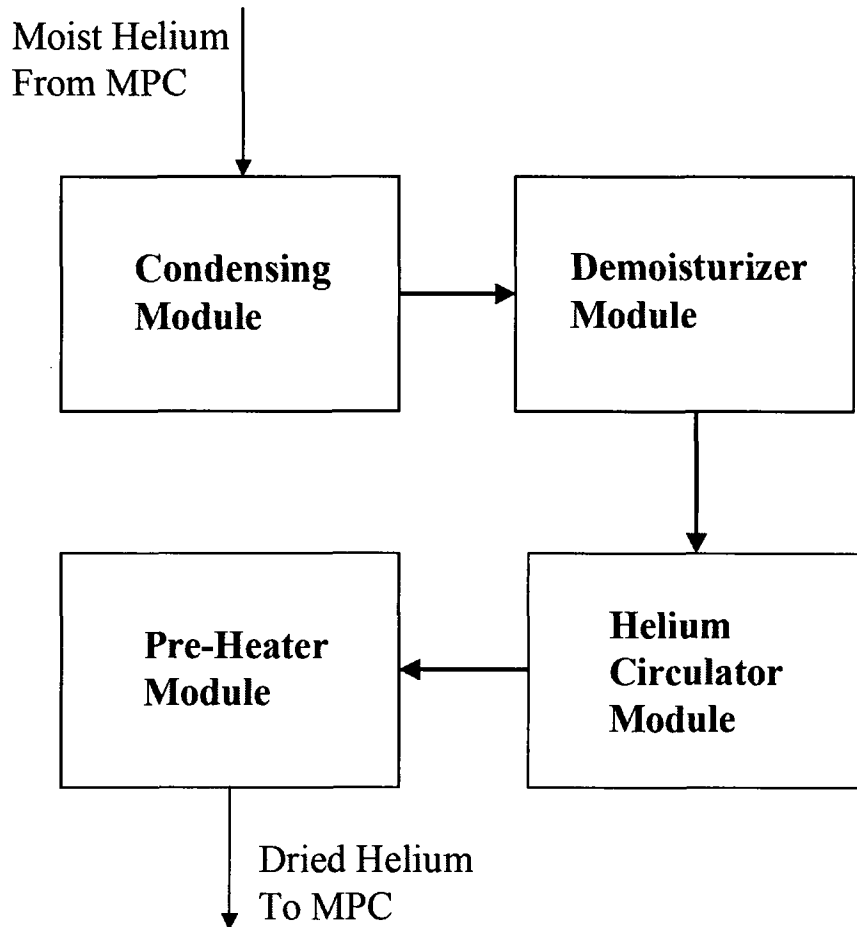 Moist Helium
From MPC
Condensing
Module
Demoisturizer
Module
Pre-Heater
Module
Helium
Circulator
Module
Dried Helium
To MPC